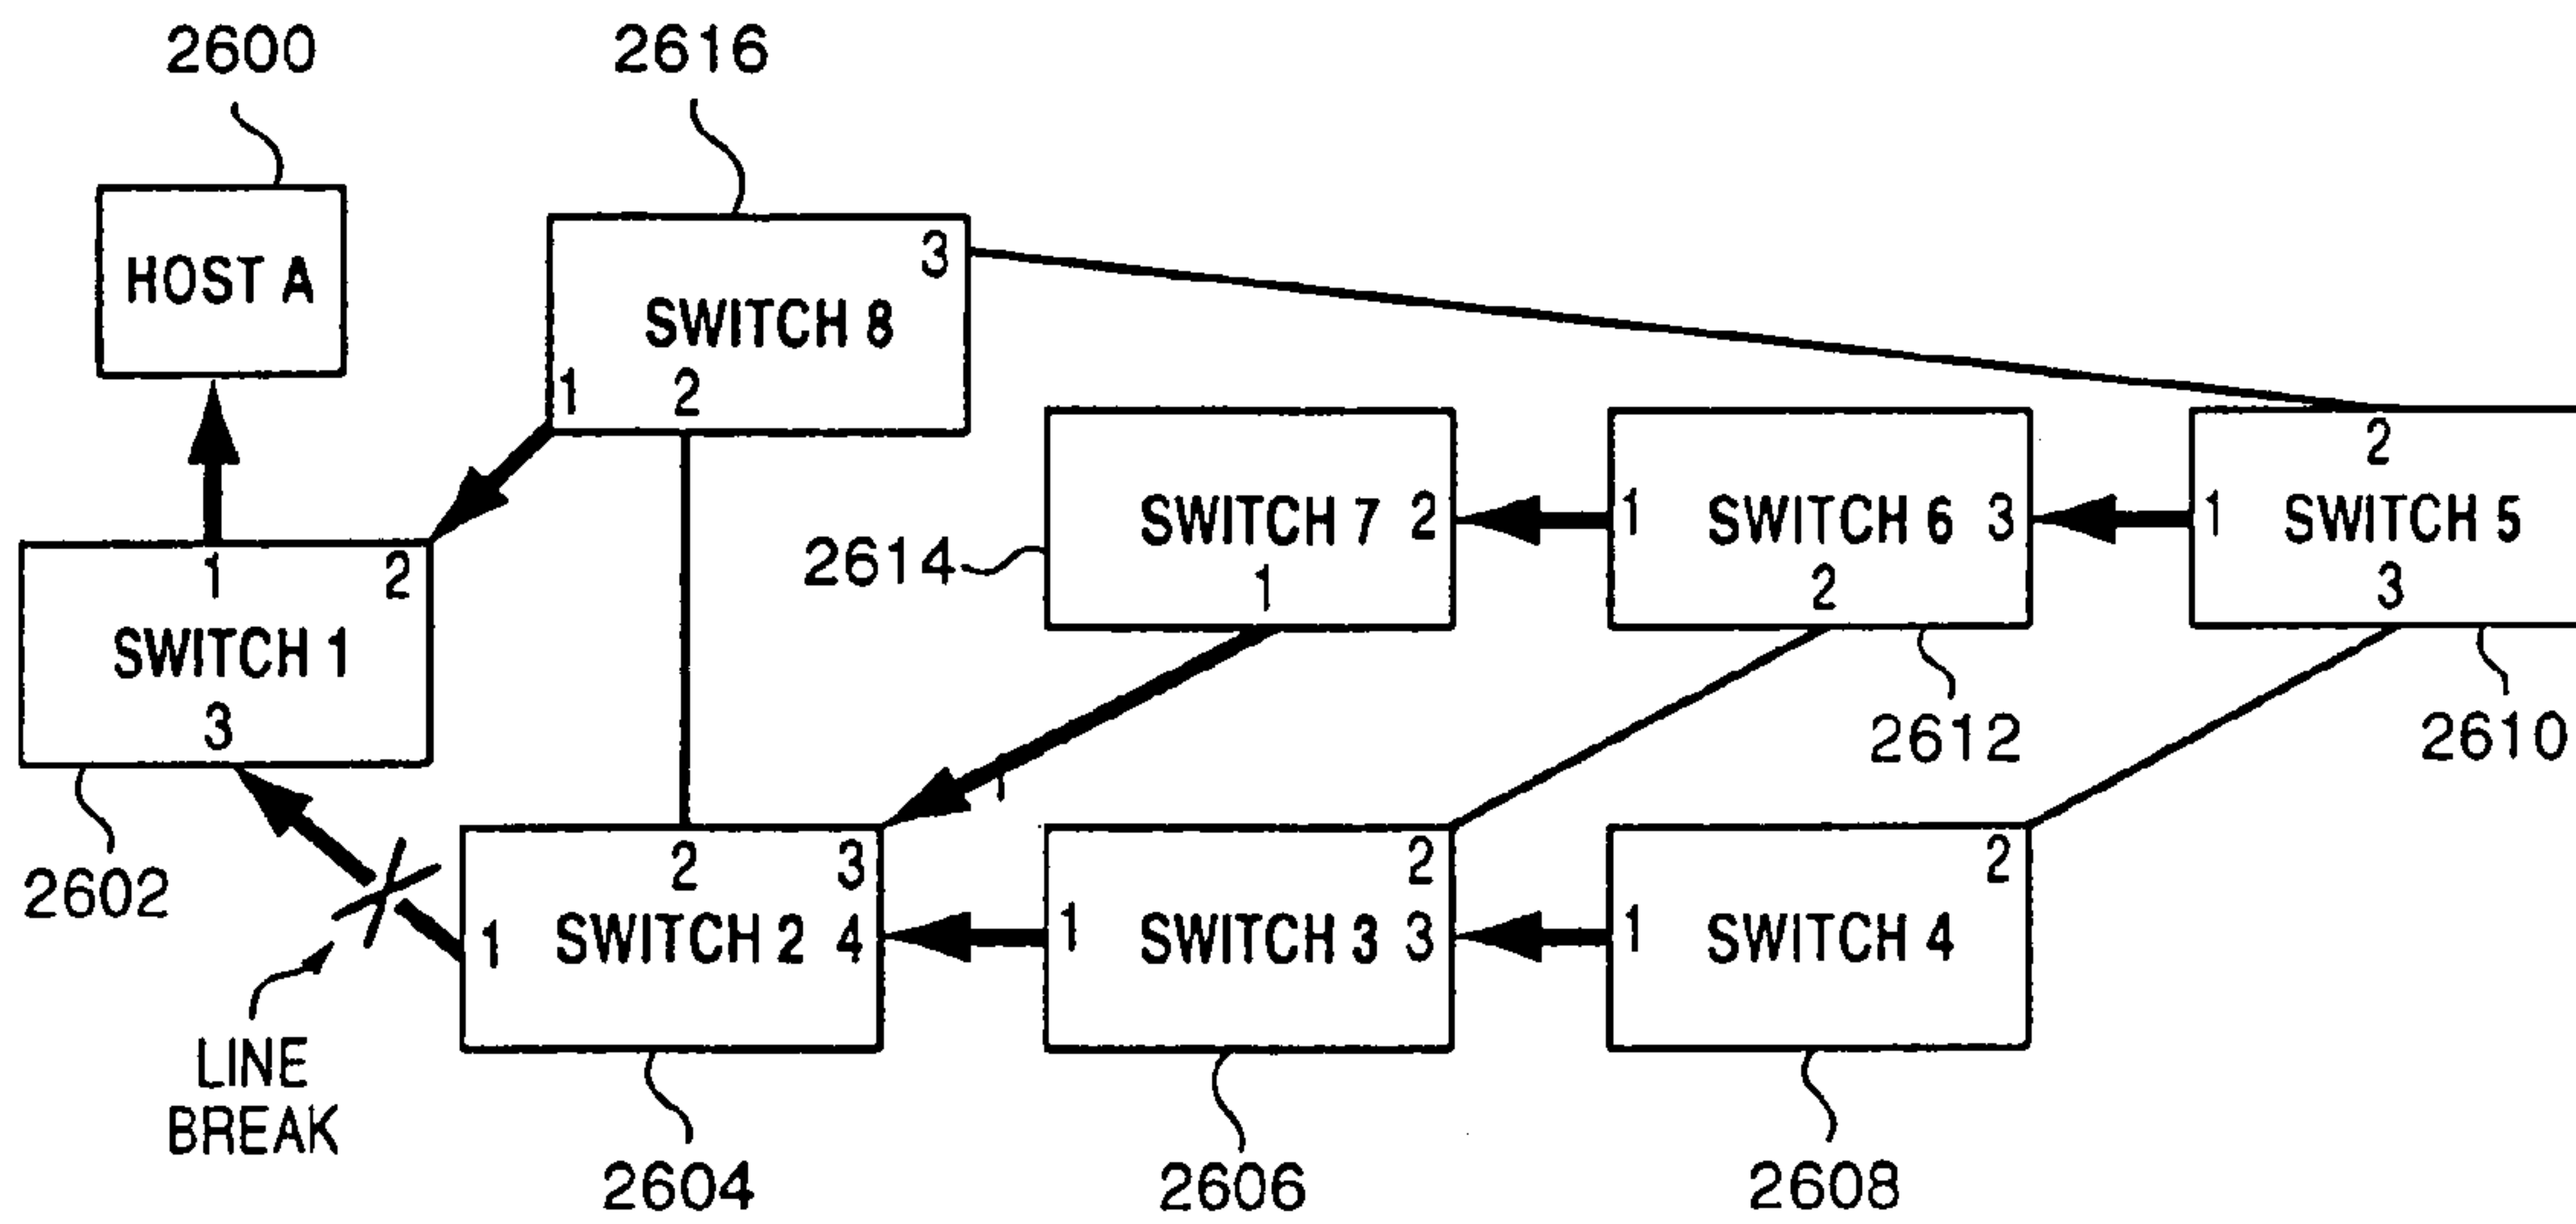 2600
2616
HOST A
3
SWITCH 8
1 2
2
1
2
SWITCH 7 2
1 SWITCH 6 3
1 SWITCH 5
2614
1
2
3
1 2
SWITCH 1
3
2612
2610
2602
2 3
2
2
1 SWITCH 2 4
1 SWITCH 3 3
1 SWITCH 4
LINE
BREAK
2604
2606
2608